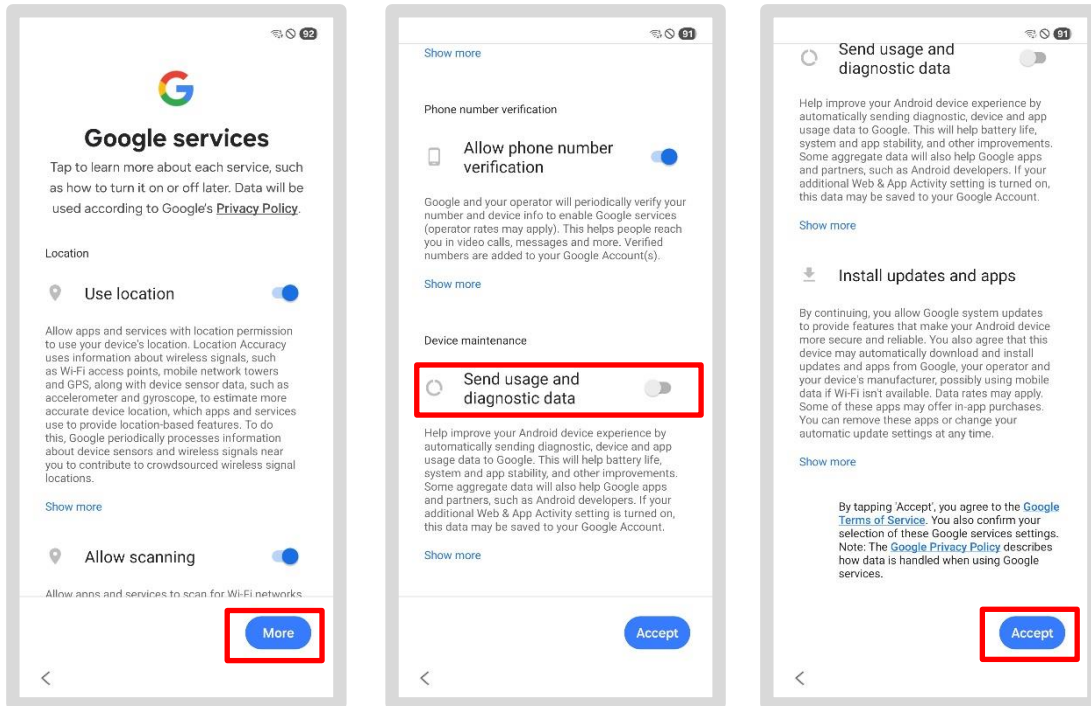 92
Google services
Tap to learn more about each service, such
as how to turn it on or off later. Data will be
used according to Google's Privacy Policy.
Location
Use location
Allow apps and services with location permission
to use your device's location. Location Accuracy
uses information about wireless signals, such
as Wi-Fi access points, mobile network towers
and GPS, along with device sensor data, such as
accelerometer and gyroscope, to estimate more
accurate device location, which apps and services
use to provide location-based features. To do
this, Google periodically processes information
about device sensors and wireless signals near
you to contribute to crowdsourced wireless signal
locations.
Show more
Allow scanning
Allow apps and services to scan for Wi-Fi networks
More
91
Show more
Phone number verification
Allow phone number
verification
Google and your operator will periodically verify your
number and device info to enable Google services
(operator rates may apply). This helps people reach
you in video calls, messages and more. Verified
numbers are added to your Google Account(s).
Show more
Device maintenance
Send usage and
diagnostic data
Help improve your Android device experience by
automatically sending diagnostic, device and app
usage data to Google. This will help battery life,
system and app stability, and other improvements.
Some aggregate data will also help Google apps
and partners, such as Android developers. If your
additional Web & App Activity setting is turned on,
this data may be saved to your Google Account.
Show more
Accept
91
Send usage and
diagnostic data
Help improve your Android device experience by
automatically sending diagnostic, device and app
usage data to Google. This will help battery life,
system and app stability, and other improvements.
Some aggregate data will also help Google apps
and partners, such as Android developers. If your
additional Web & App Activity setting is turned on,
this data may be saved to your Google Account.
Show more
Install updates and apps
By continuing, you allow Google system updates
to provide features that make your Android device
more secure and reliable. You also agree that this
device may automatically download and install
updates and apps from Google, your operator and
your device's manufacturer, possibly using mobile
data if Wi-Fi isn't available. Data rates may apply.
Some of these apps may offer in-app purchases.
You can remove these apps or change your
automatic update settings at any time.
Show more
By tapping 'Accept', you agree to the Google
Terms of Service. You also confirm your
selection of these Google services settings.
Note: The Google Privacy Policy describes
how data is handled when using Google
services.
Accept